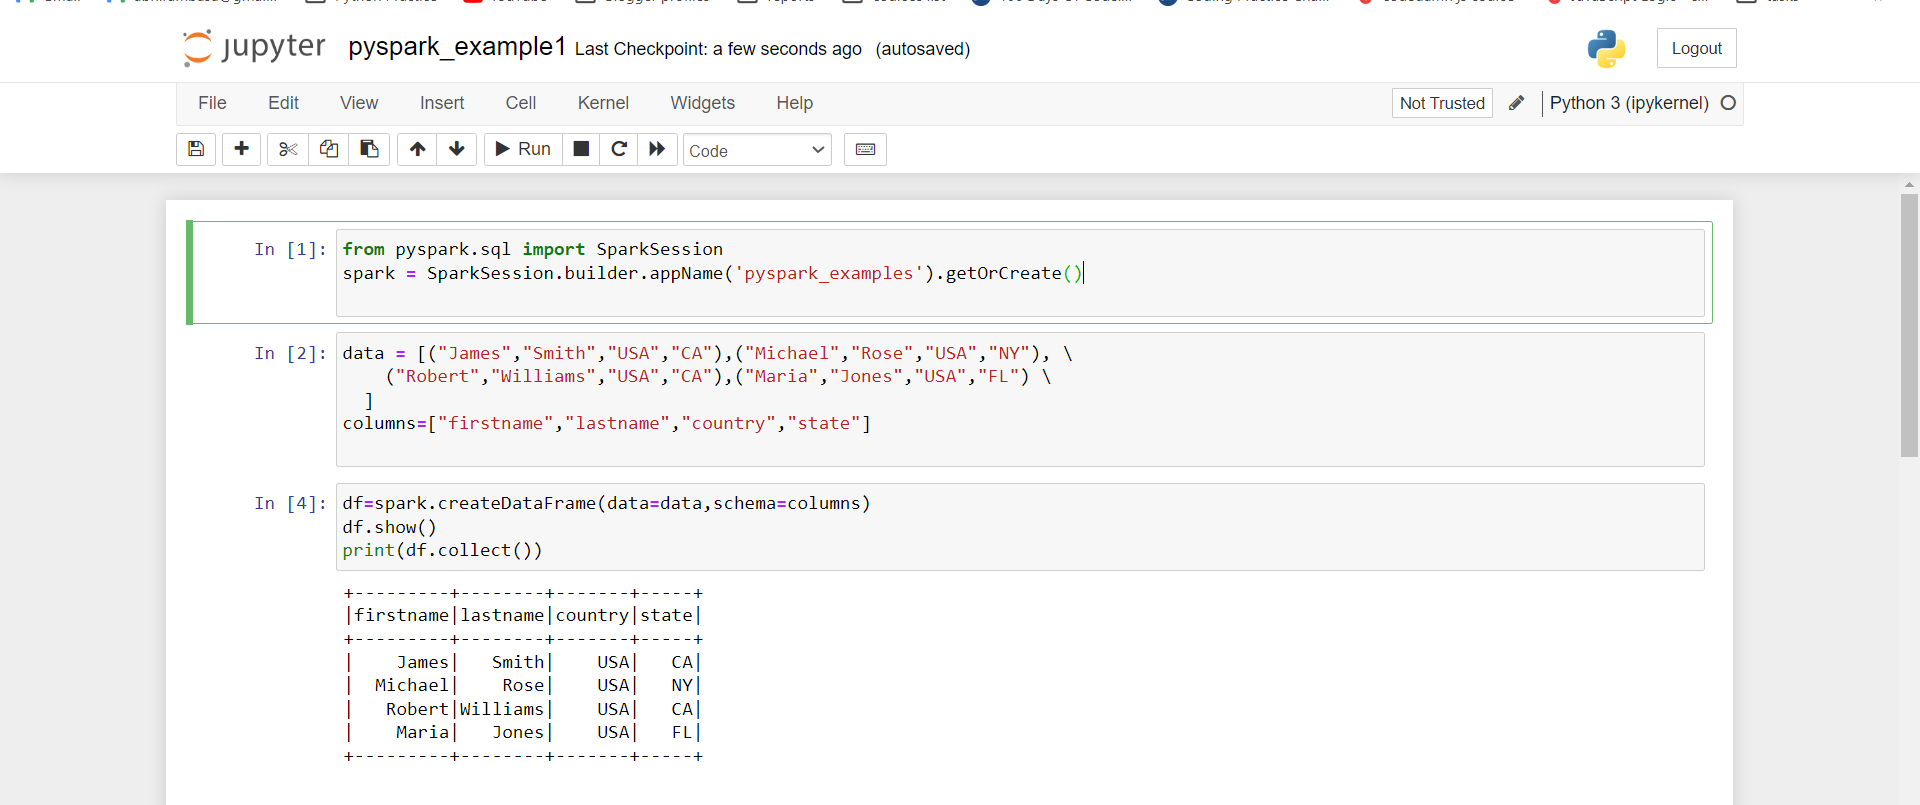 jupyter pyspark_example1 Last Checkpoint: a few seconds ago (autosaved)
Logout
File Edit View Insert Cell Kernel Widgets Help
Not Trusted
Python 3 (ipykernel)
Run
Code
In [1]: from pyspark.sql import SparkSession
spark = SparkSession.builder.appName('pyspark_examples').getOrCreate()
In [2]: data = [("James","Smith","USA","CA"),("Michael","Rose","USA","NY"), \
("Robert","Williams","USA","CA"),("Maria","Jones","USA","FL") \
]
columns=["firstname","lastname","country","state"]
In [4]: df=spark.createDataFrame(data=data,schema=columns)
df.show()
print(df.collect())
+---------+--------+-------+-----+
|firstname|lastname|country|state|
+---------+--------+-------+-----+
|    James|   Smith|    USA|   CA|
|  Michael|    Rose|    USA|   NY|
|   Robert|Williams|    USA|   CA|
|    Maria|   Jones|    USA|   FL|
+---------+--------+-------+-----+